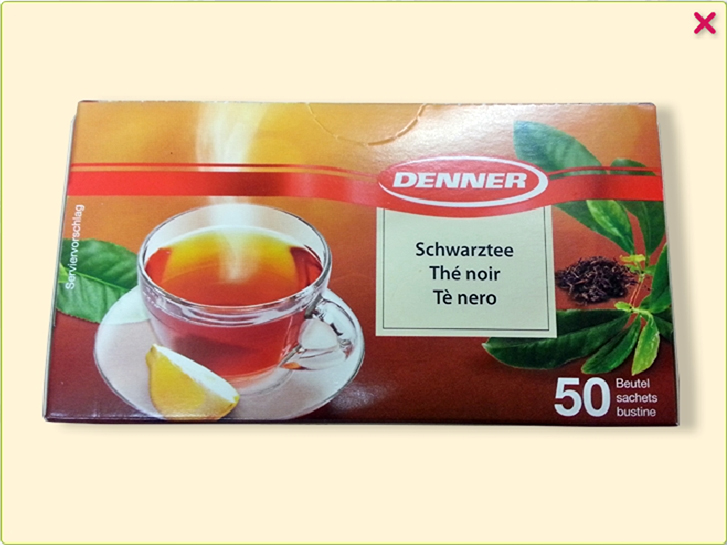 DENNER
Schwarztee
Thé noir
Tè nero
Serviervorschlag
50
Beutel
sachets
bustine